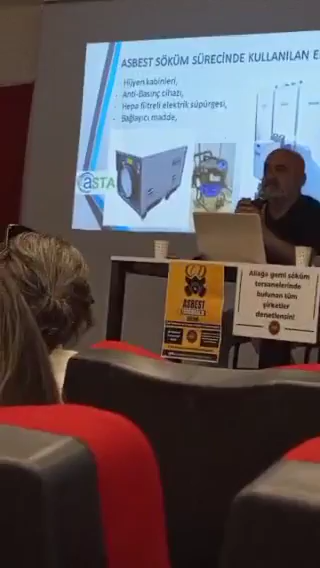 ASBEST SÖKÜM SÜRECİNDE KULLANILAN
- Hijyen kabinleri,
- Anti-Basınç cihazı,
- Hepa filtreli elektrik süpürgesi,
- Bağlayıcı madde,
ASTA
ASBEST
Aliağa gemi söküm
tersanelerinde
bulunan tüm
şirketler
denetlensin!